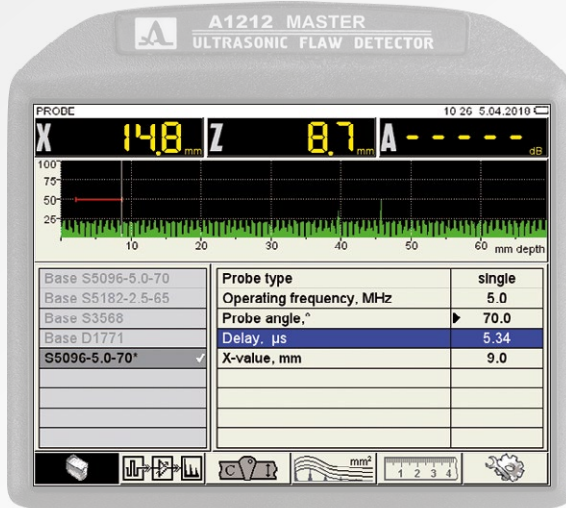 A1212 MASTER
ULTRASONIC FLAW DETECTOR
PROBE 10 26 5.04.2018
X 14.8 mm Z 8.7 mm A - - - - - dB
100
75
50
25
10 20 30 40 50 60 mm depth
Base S5096-5.0-70
Base S5182-2.5-65
Base S3568
Base D1771
S5096-5.0-70*
Probe type single
Operating frequency, MHz 5.0
Probe angle,° 70.0
Delay, µs 5.34
X-value, mm 9.0
C
mm²
1 2 3 4